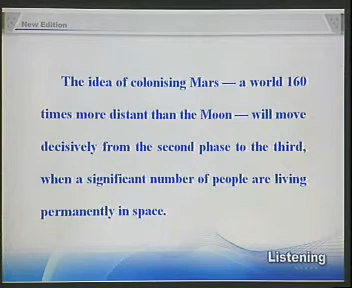 New Edition
The idea of colonising Mars — a world 160
times more distant than the Moon — will move
decisively from the second phase to the third,
when a significant number of people are living
permanently in space.
Listening